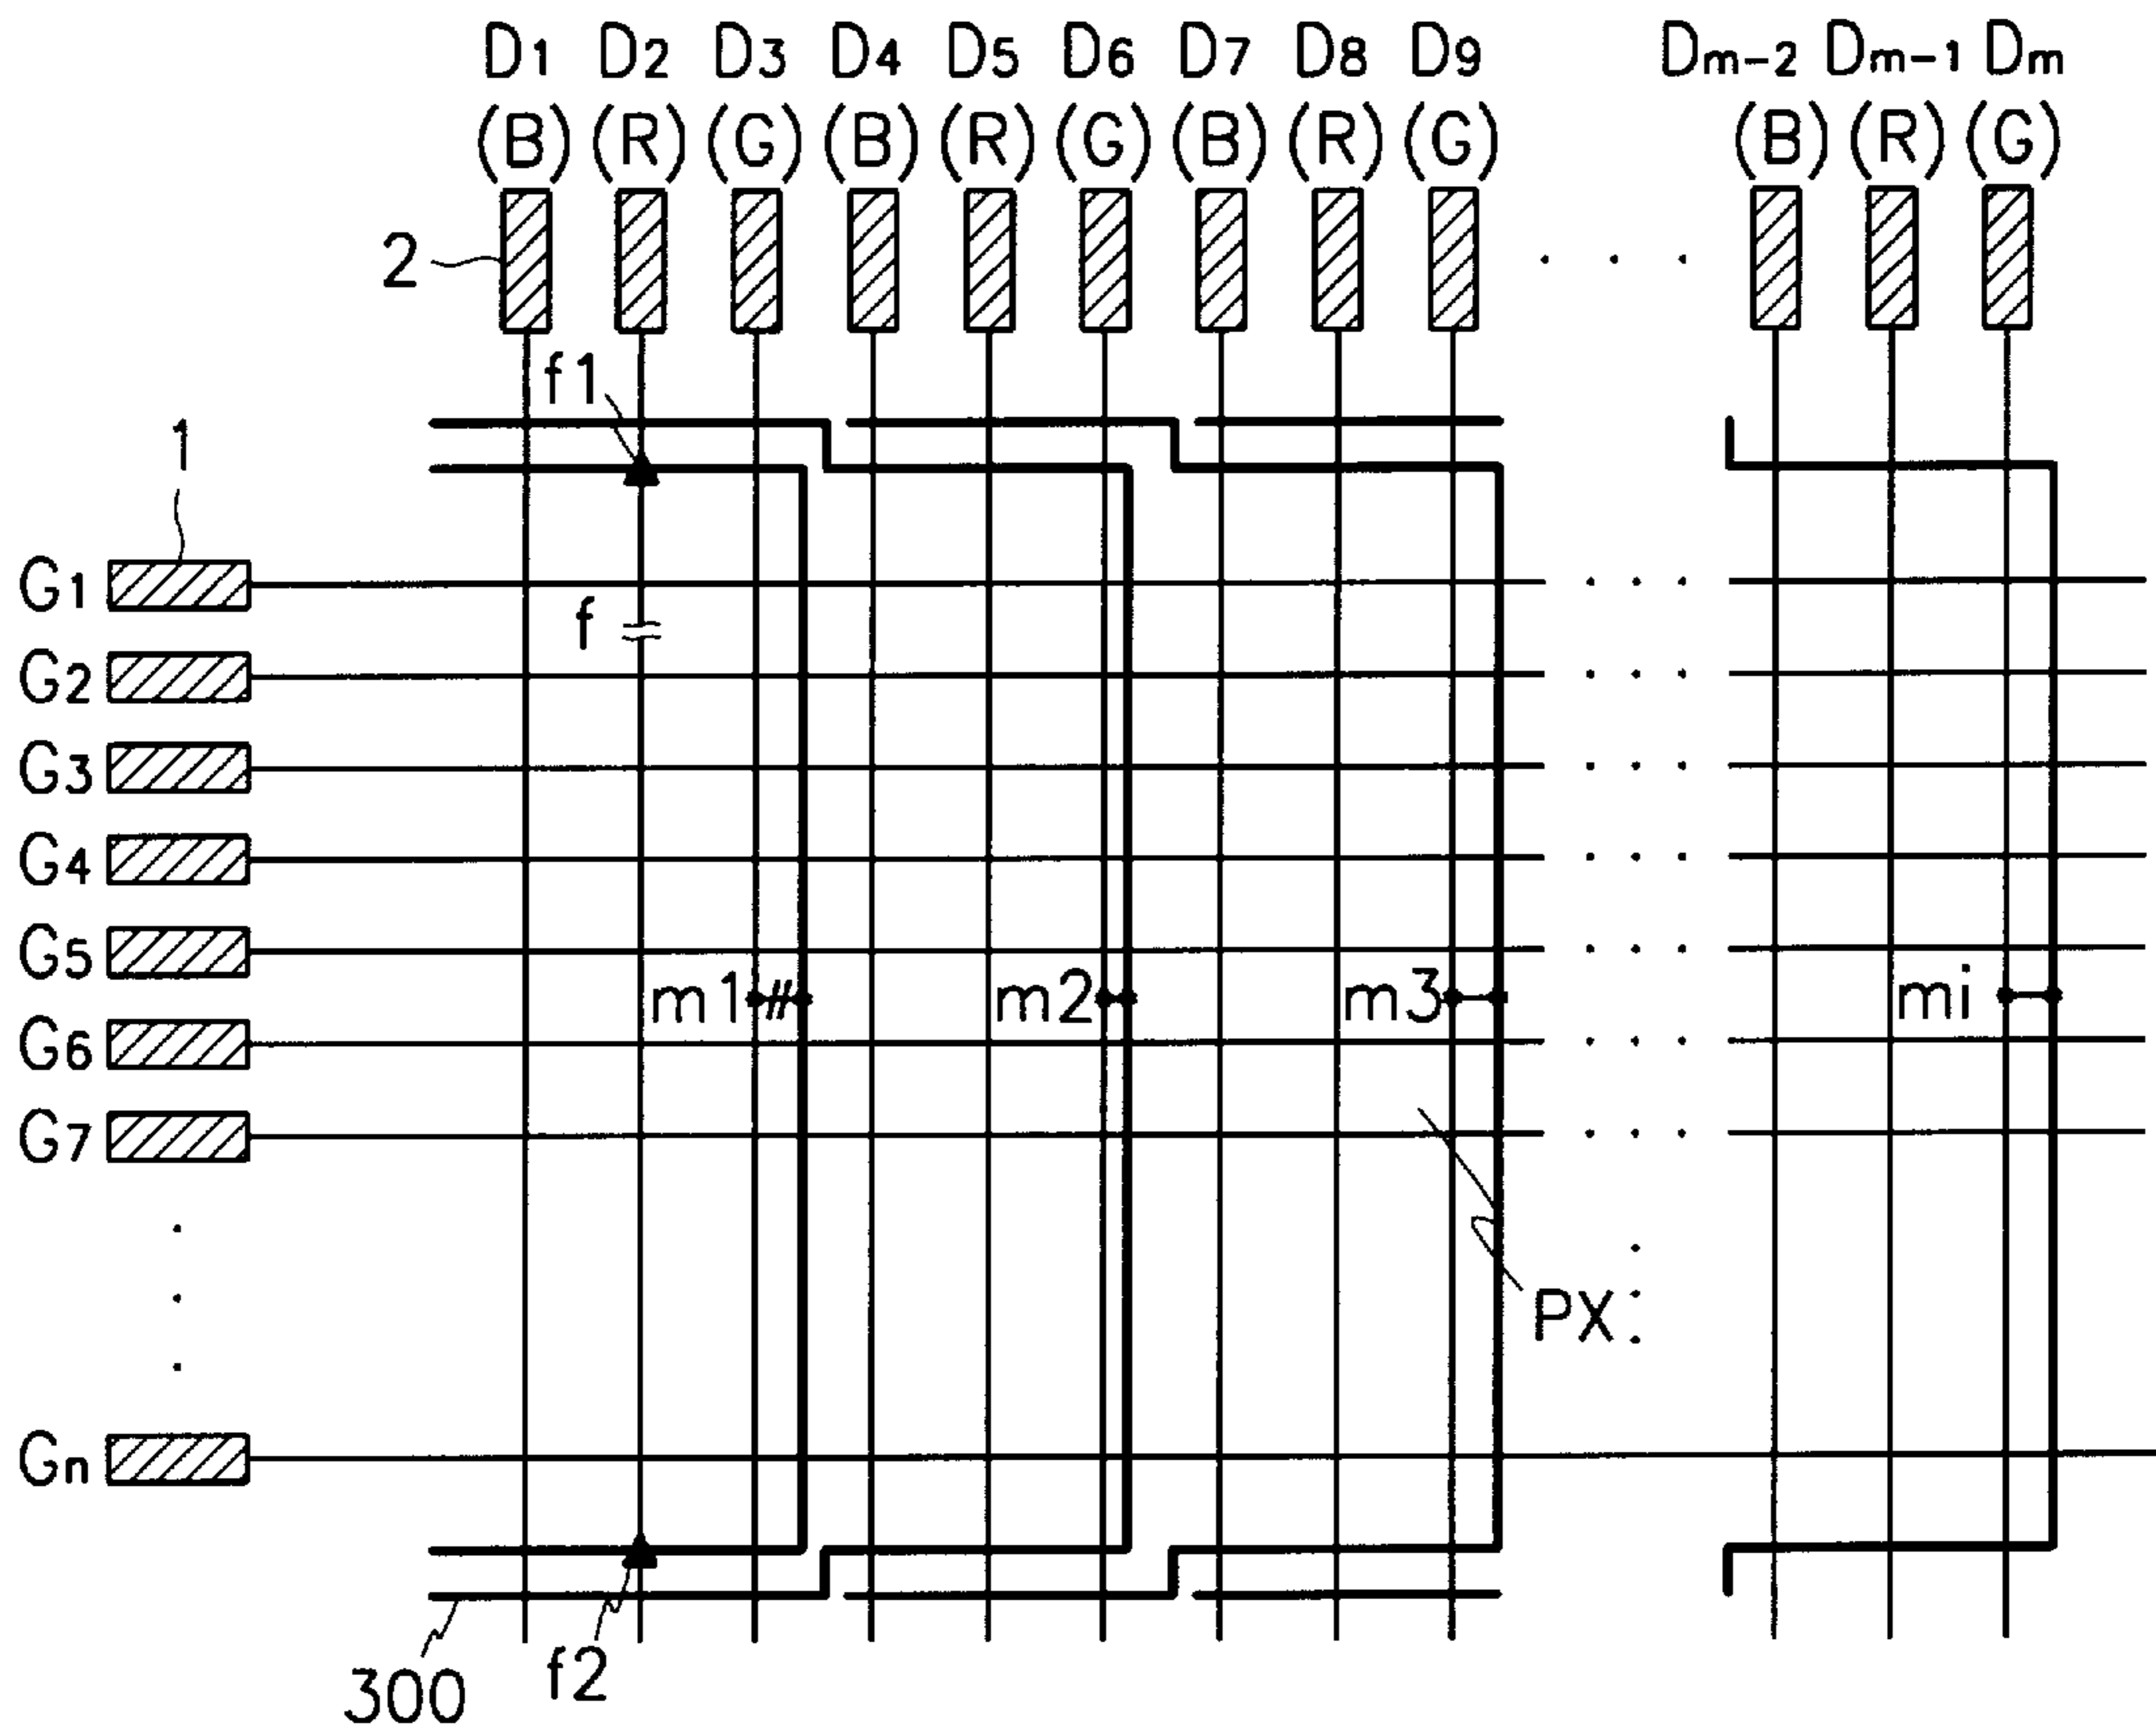 D1 D2 D3 D4 D5 D6 D7 D8 D9 Dm-2 Dm-1 Dm
(B) (R) (G) (B) (R) (G) (B) (R) (G) (B) (R) (G)
2
f1
1
G1
f
G2
G3
G4
G5
m1 m2 m3 mi
G6
G7
PX
Gn
300 f2